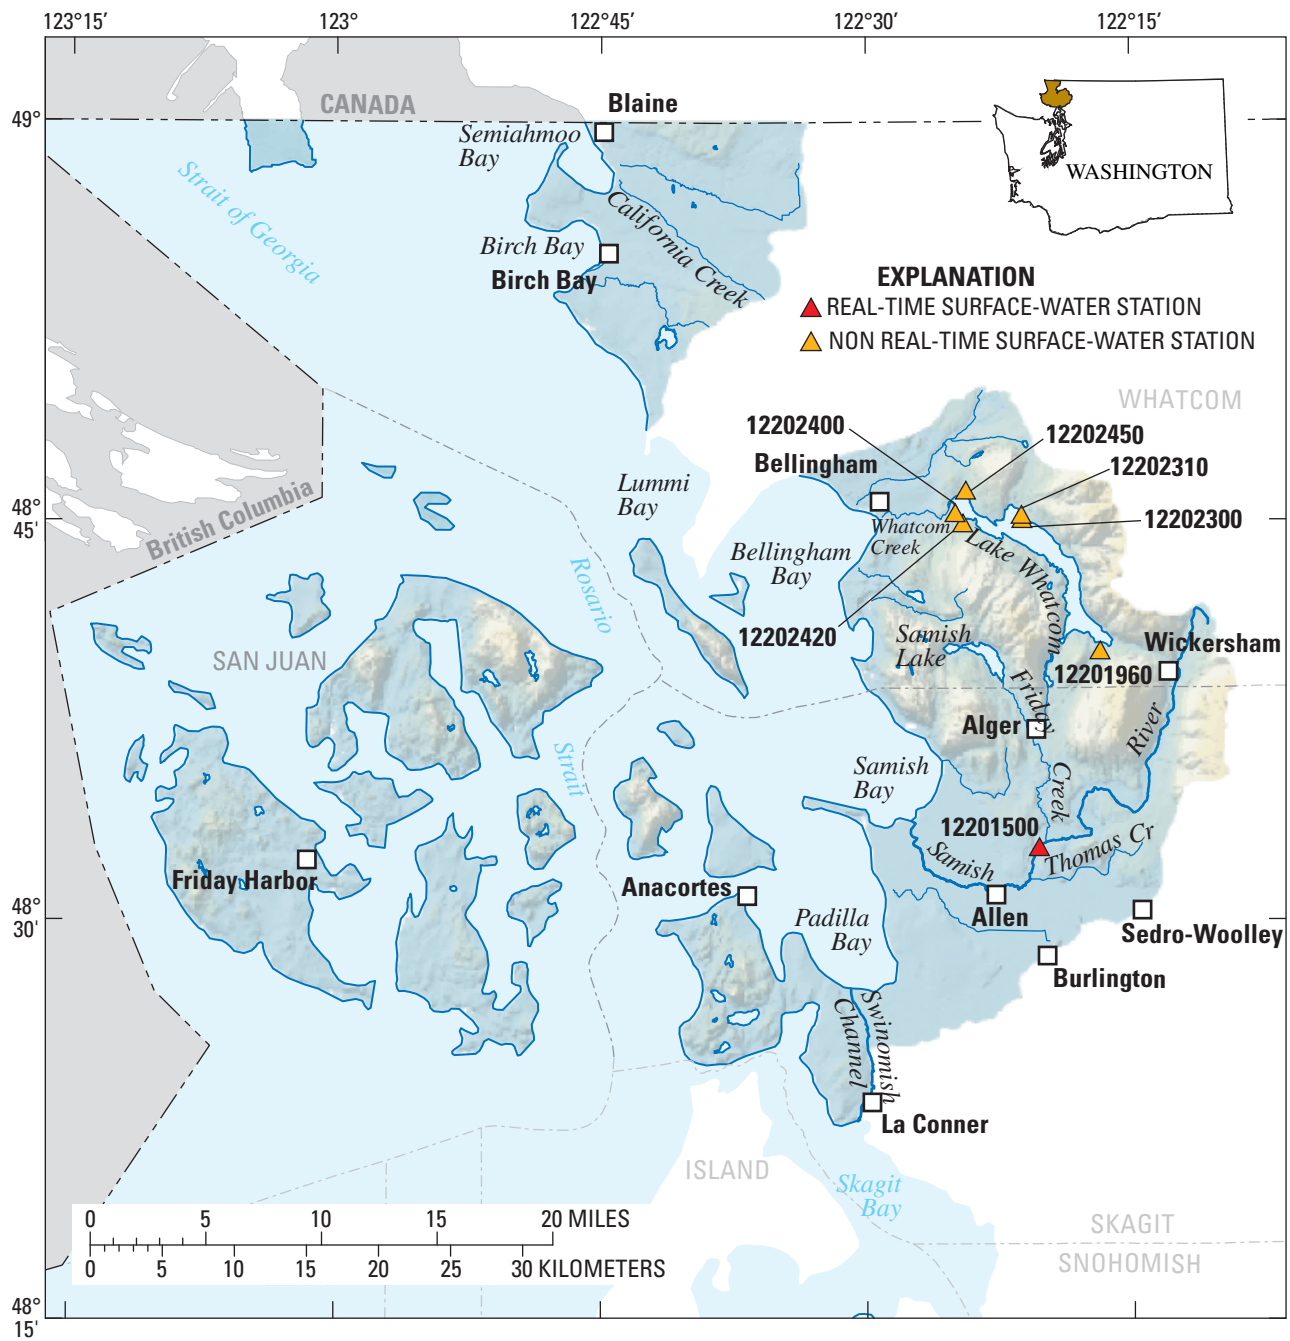 123°15'
123°
122°45'
122°30'
122°15'
49°
CANADA
Blaine
Semiahmoo
Bay
Strait of Georgia
California Creek
Birch Bay
Birch Bay
WASHINGTON
EXPLANATION
REAL-TIME SURFACE-WATER STATION
NON REAL-TIME SURFACE-WATER STATION
WHATCOM
12202400
12202450
Bellingham
12202310
Lummi
Bay
48°
45'
British Columbia
12202300
Whatcom
Creek
Lake Whatcom
Bellingham
Bay
Rosario
12202420
Samish
Lake
Wickersham
SAN JUAN
12201960
Friday
Alger
River
Strait
Samish
Bay
Creek
12201500
Thomas Cr
Samish
Friday Harbor
Anacortes
Allen
48°
30'
Padilla
Bay
Sedro-Woolley
Burlington
Swinomish
Channel
La Conner
ISLAND
Skagit
Bay
SKAGIT
SNOHOMISH
0 5 10 15 20 MILES
0 5 10 15 20 25 30 KILOMETERS
48°
15'